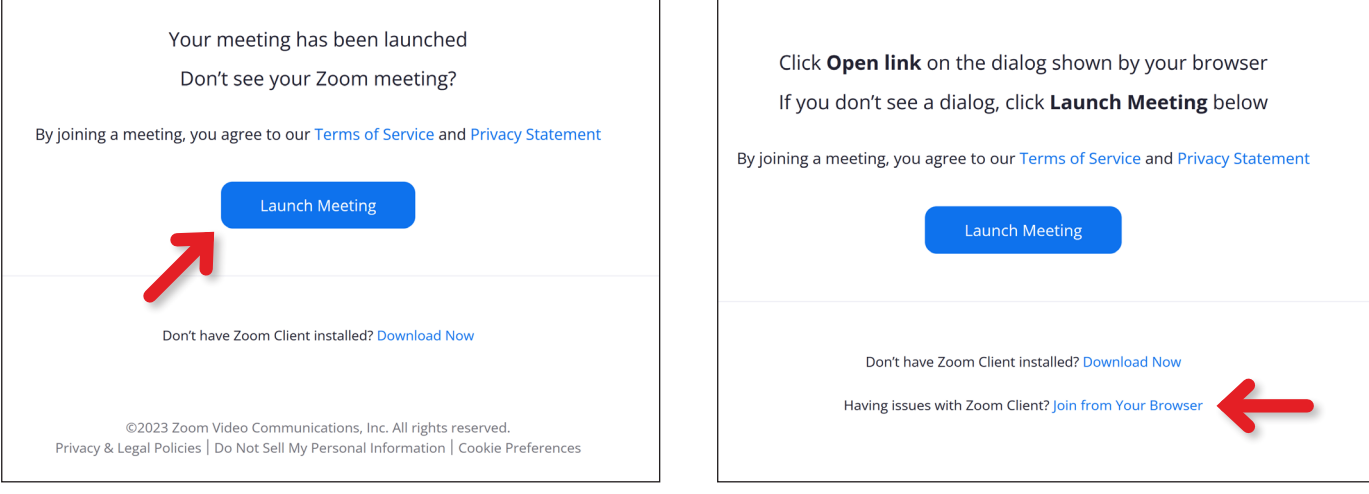 Your meeting has been launched
Don’t see your Zoom meeting?
By joining a meeting, you agree to our Terms of Service and Privacy Statement
Launch Meeting
Don’t have Zoom Client installed? Download Now
©2023 Zoom Video Communications, Inc. All rights reserved.
Privacy & Legal Policies | Do Not Sell My Personal Information | Cookie Preferences
Click Open link on the dialog shown by your browser
If you don’t see a dialog, click Launch Meeting below
By joining a meeting, you agree to our Terms of Service and Privacy Statement
Launch Meeting
Don’t have Zoom Client installed? Download Now
Having issues with Zoom Client? Join from Your Browser